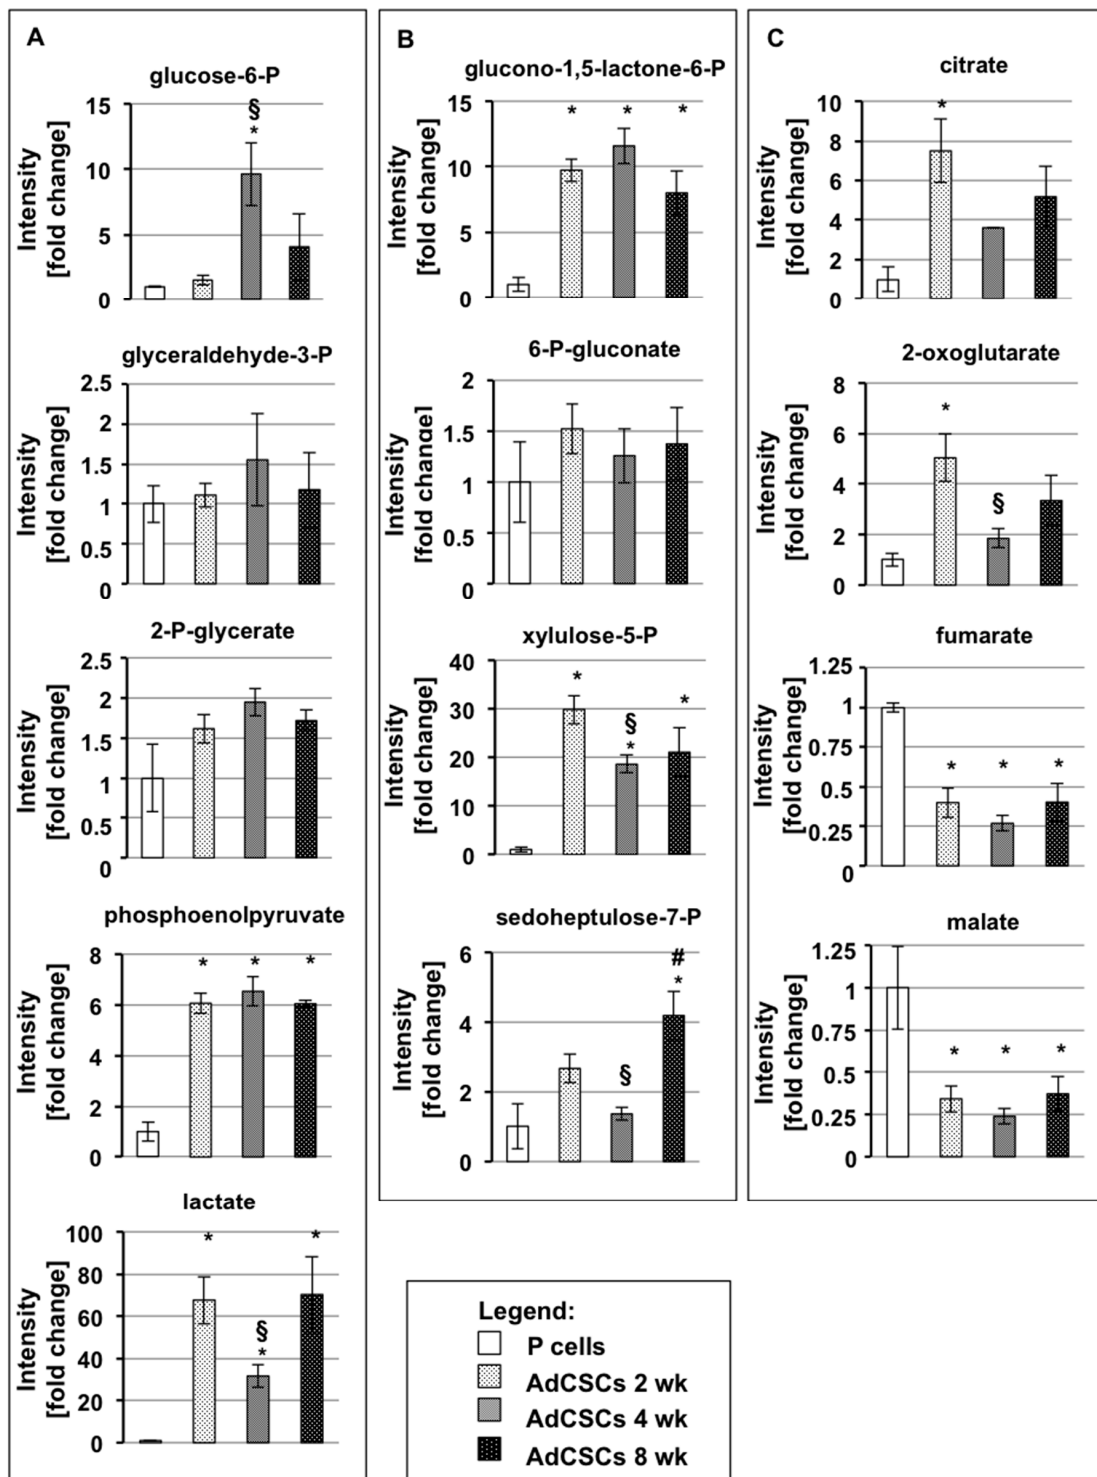 A
glucose-6-P
Intensity
[fold change]
15
10
5
0
§
*
glyceraldehyde-3-P
Intensity
[fold change]
2.5
2
1.5
1
0.5
0
2-P-glycerate
Intensity
[fold change]
2.5
2
1.5
1
0.5
0
phosphoenolpyruvate
Intensity
[fold change]
8
6
4
2
0
* * *
lactate
Intensity
[fold change]
100
80
60
40
20
0
*
§
*
*
B
glucono-1,5-lactone-6-P
Intensity
[fold change]
15
10
5
0
* * *
6-P-gluconate
Intensity
[fold change]
2
1.5
1
0.5
0
xylulose-5-P
Intensity
[fold change]
40
30
20
10
0
*
§
*
*
sedoheptulose-7-P
Intensity
[fold change]
6
4
2
0
§
#
*
C
citrate
Intensity
[fold change]
10
8
6
4
2
0
*
2-oxoglutarate
Intensity
[fold change]
8
6
4
2
0
*
§
fumarate
Intensity
[fold change]
1.25
1
0.75
0.5
0.25
0
* * *
malate
Intensity
[fold change]
1.25
1
0.75
0.5
0.25
0
* * *
Legend:
P cells
AdCSCs 2 wk
AdCSCs 4 wk
AdCSCs 8 wk